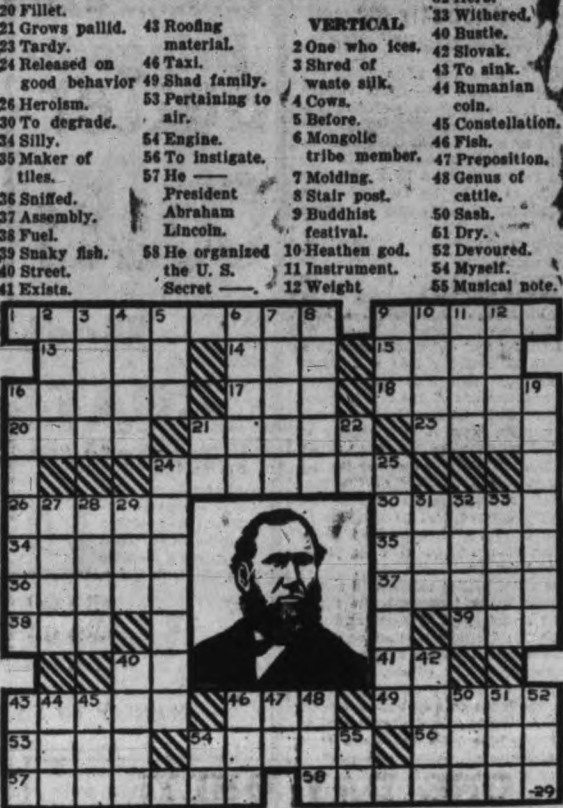 20 Fillet.
21 Grows pallid.
23 Tardy.
24 Released on
good behavior
26 Heroism.
30 To degrade.
34 Silly.
35 Maker of
tiles.
36 Sniffed.
37 Assembly.
38 Fuel.
39 Snaky fish.
40 Street.
41 Exists.
43 Roofing
material.
46 Taxi.
49 Shad family.
53 Pertaining to
air.
54 Engine.
56 To instigate.
57 He —
President
Abraham
Lincoln.
58 He organized
the U. S.
Secret —.
VERTICAL
2 One who ices.
3 Shred of
waste silk.
4 Cows.
5 Before.
6 Mongolic
tribe member.
7 Molding.
8 Stair post.
9 Buddhist
festival.
10 Heathen god.
11 Instrument.
12 Weight
33 Withered.
40 Bustle.
42 Slovak.
43 To sink.
44 Rumanian
coin.
45 Constellation.
46 Fish.
47 Preposition.
48 Genus of
cattle.
50 Sash.
51 Dry.
52 Devoured.
54 Myself.
55 Musical note.
1 2 3 4 5 6 7 8 9 10 11 12
13 14 15
16 17 18 19
20 21 22 23
24 25
26 27 28 29 30 31 32 33
34 35
36 37
38 39
40 41 42
43 44 45 46 47 48 49 50 51 52
53 54 55 56
57 58 -29